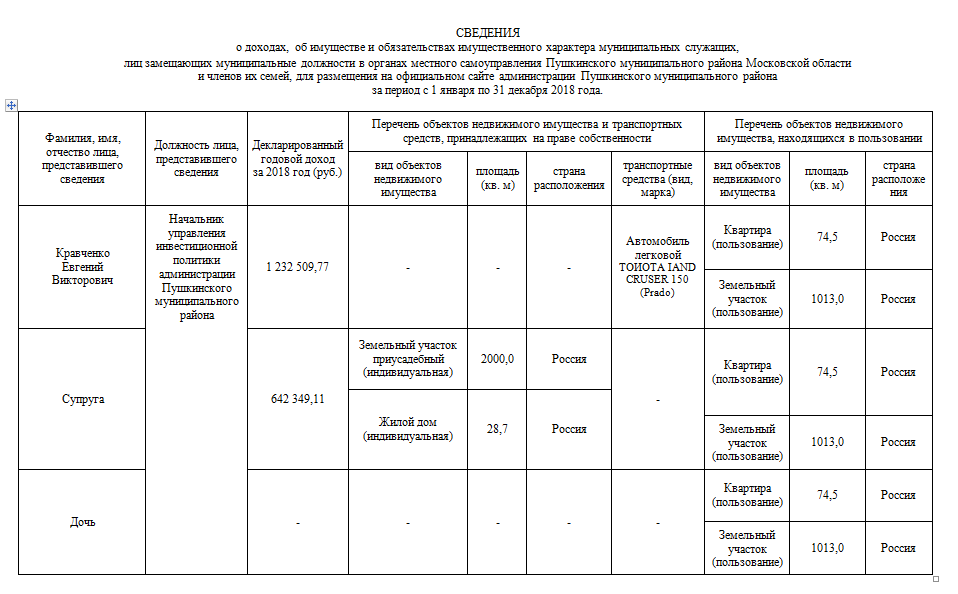 СВЕДЕНИЯ
о доходах, об имуществе и обязательствах имущественного характера муниципальных служащих,
лиц замещающих муниципальные должности в органах местного самоуправления Пушкинского муниципального района Московской области
и членов их семей, для размещения на официальном сайте администрации Пушкинского муниципального района
за период с 1 января по 31 декабря 2018 года.
Фамилия, имя,
отчество лица,
представившего
сведения
Должность лица,
представившего
сведения
Декларированный
годовой доход
за 2018 год (руб.)
Перечень объектов недвижимого имущества и транспортных
средств, принадлежащих на праве собственности
Перечень объектов недвижимого
имущества, находящихся в пользовании
вид объектов
недвижимого
имущества
площадь
(кв. м)
страна
расположения
транспортные
средства (вид,
марка)
вид объектов
недвижимого
имущества
площадь
(кв. м)
страна
расположе
ния
Кравченко
Евгений
Викторович
Начальник
управления
инвестиционной
политики
администрации
Пушкинского
муниципального
района
1 232 509,77
-
-
-
Автомобиль
легковой
ТОИОТА IAND
CRUSER 150
(Prado)
Квартира
(пользование)
74,5
Россия
Земельный
участок
(пользование)
1013,0
Россия
Супруга
642 349,11
Земельный участок
приусадебный
(индивидуальная)
2000,0
Россия
Жилой дом
(индивидуальная)
28,7
Россия
-
Квартира
(пользование)
74,5
Россия
Земельный
участок
(пользование)
1013,0
Россия
Дочь
-
-
-
-
-
Квартира
(пользование)
74,5
Россия
Земельный
участок
(пользование)
1013,0
Россия